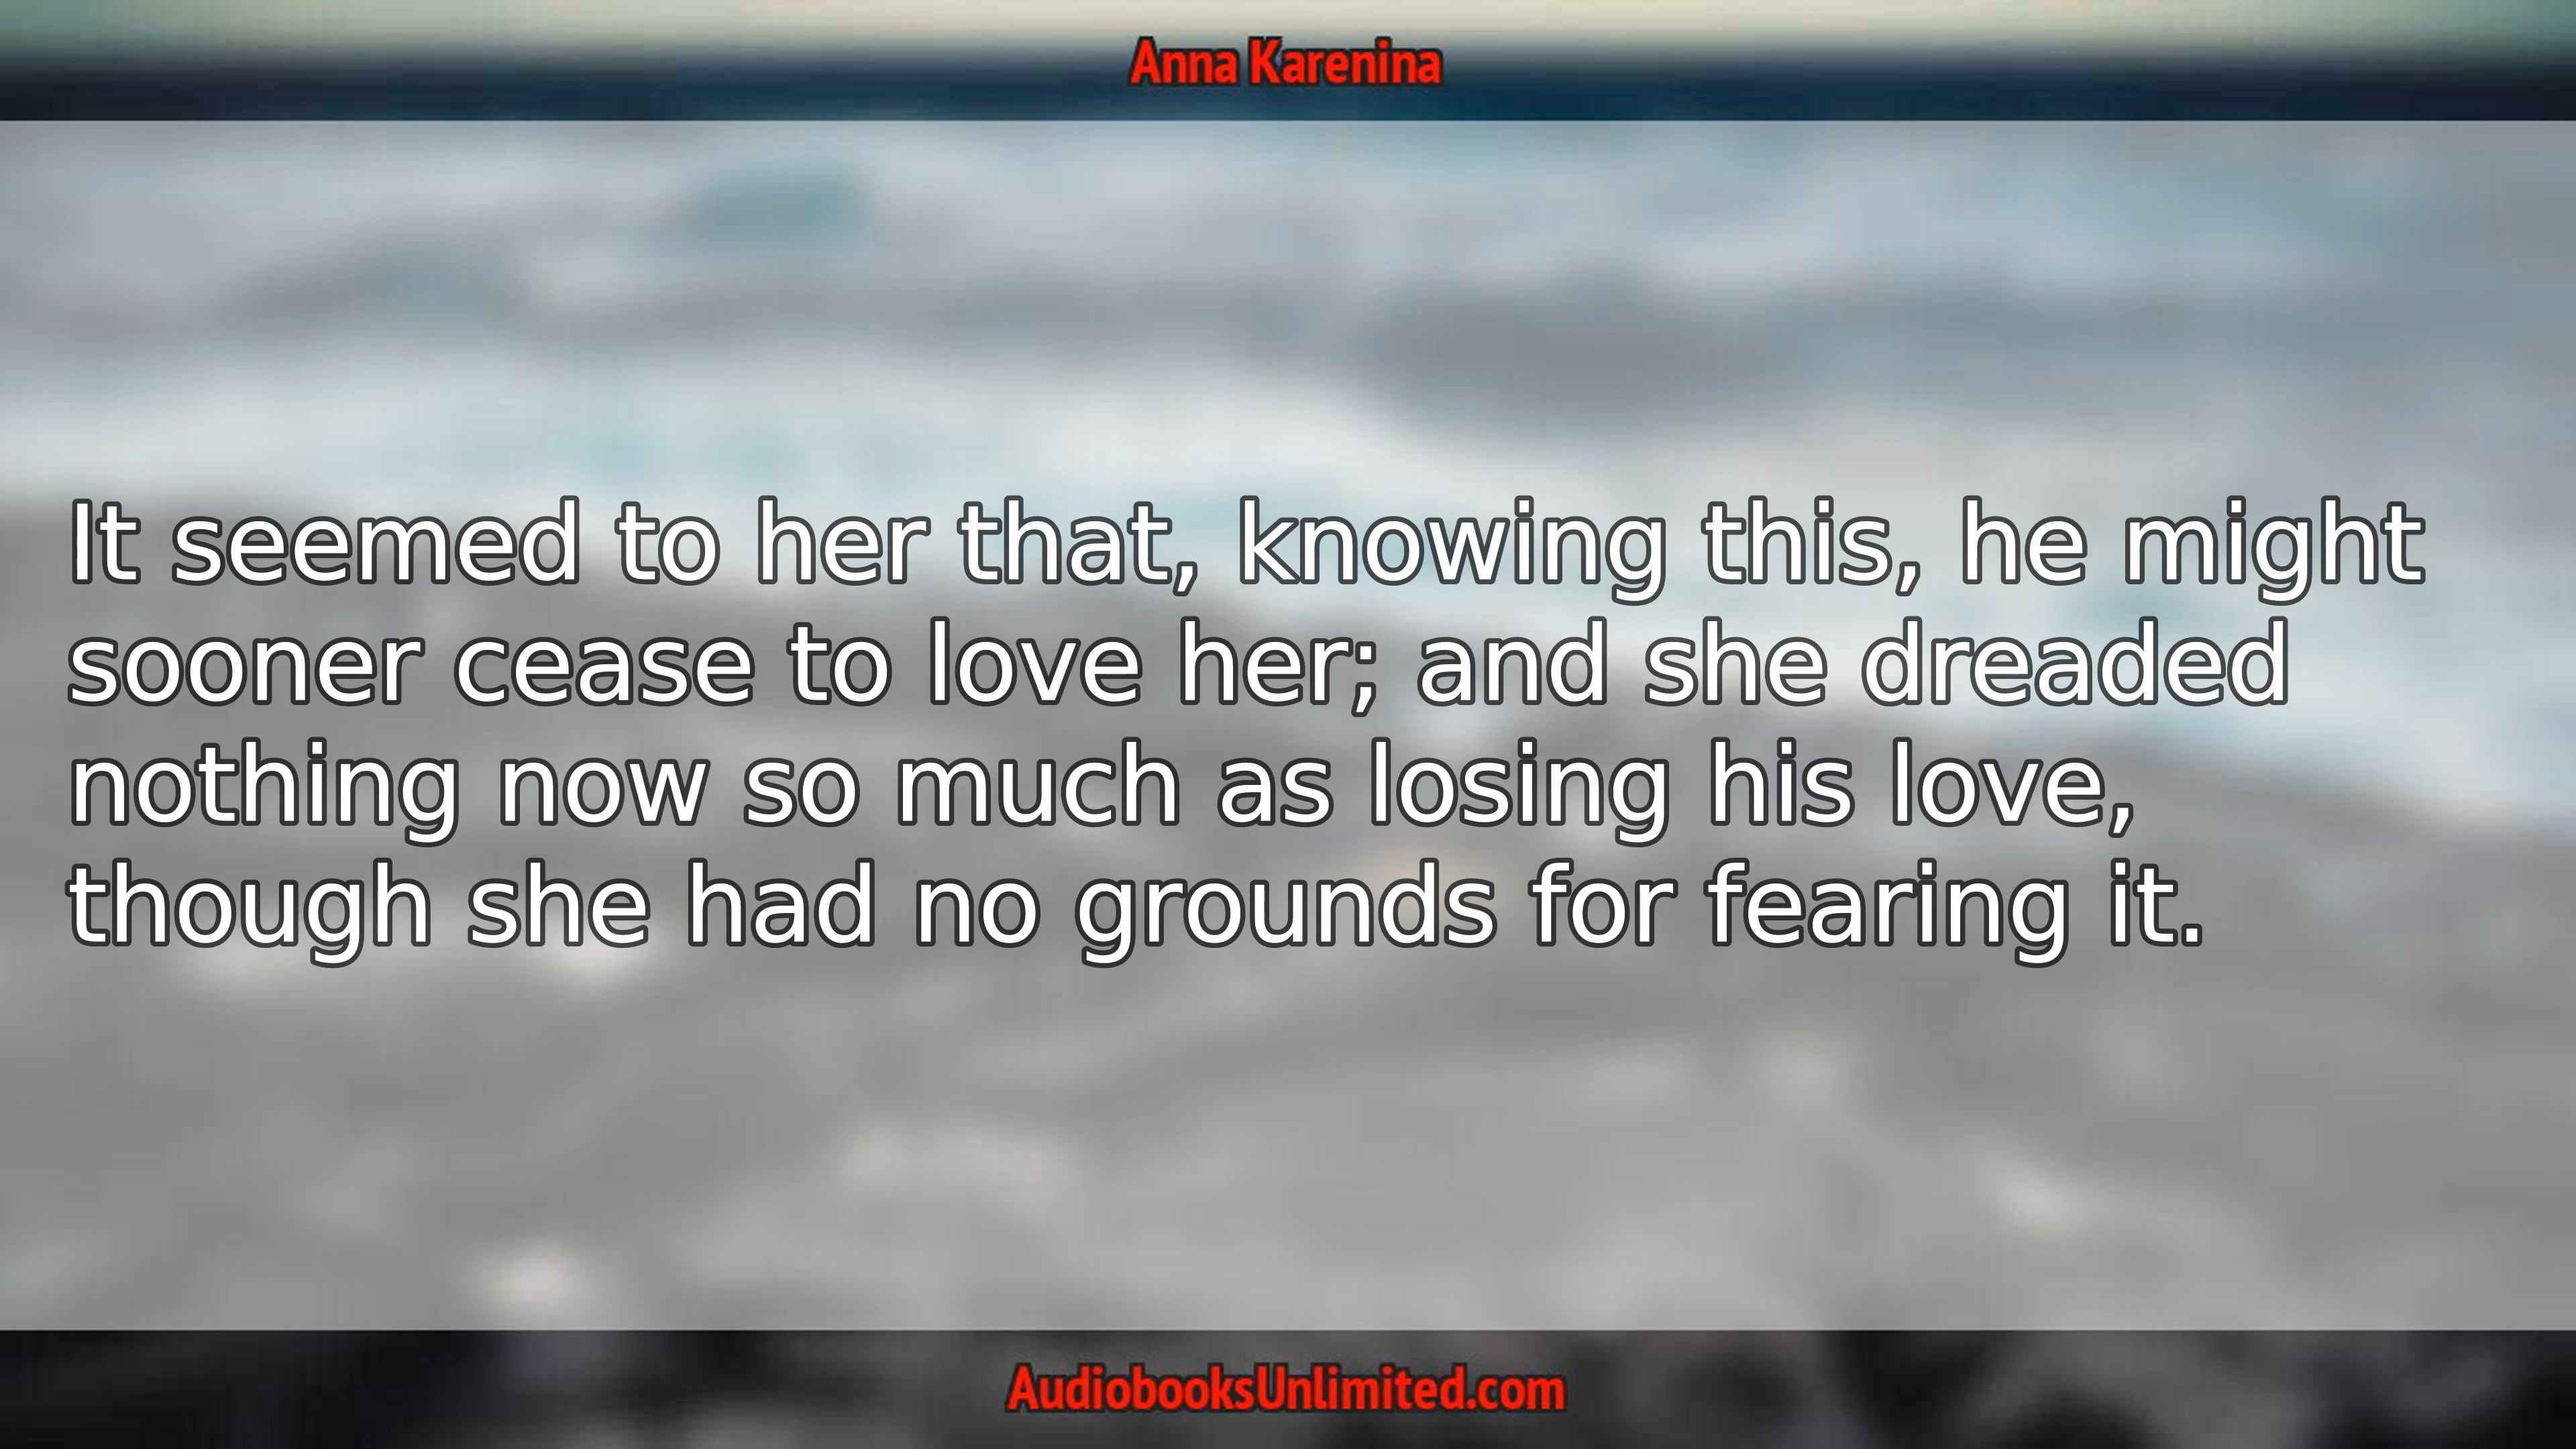 Anna Karenina
It seemed to her that, knowing this, he might
sooner cease to love her; and she dreaded
nothing now so much as losing his love,
though she had no grounds for fearing it.
AudiobooksUnlimited.com